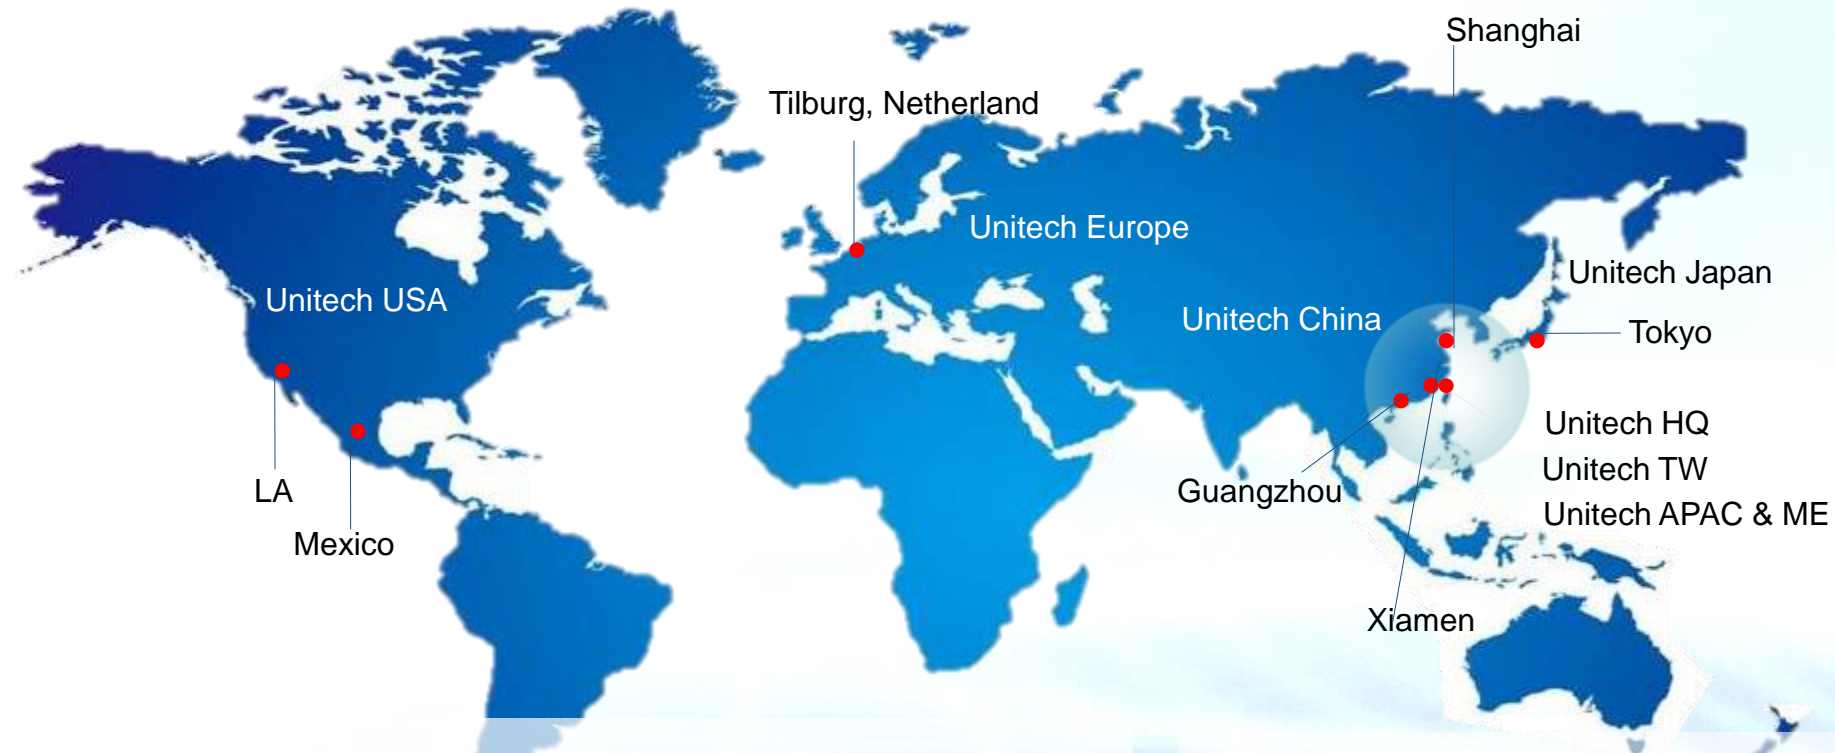 Shanghai
Tilburg, Netherland
Unitech Europe
Unitech Japan
Unitech USA
Unitech China
Tokyo
Unitech HQ
Unitech TW
LA
Guangzhou
Unitech APAC & ME
Mexico
Xiamen